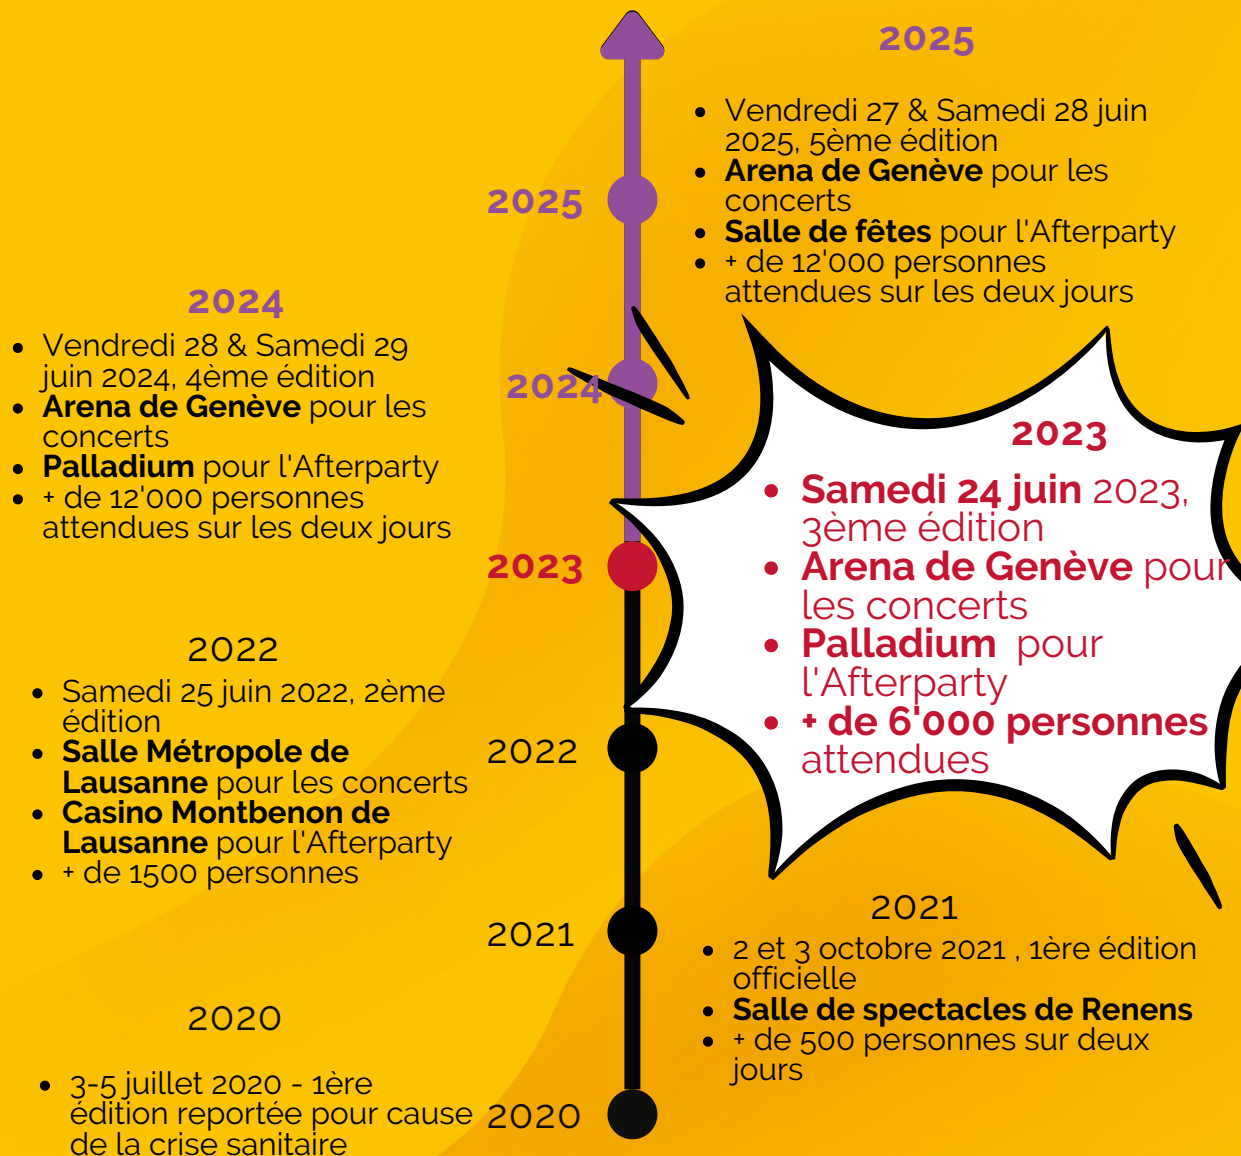 2025
• Vendredi 27 & Samedi 28 juin
2025, 5ème édition
• Arena de Genève pour les
concerts
• Salle de fêtes pour l'Afterparty
• + de 12'000 personnes
attendues sur les deux jours
2025
2024
• Vendredi 28 & Samedi 29
juin 2024, 4ème édition
• Arena de Genève pour les
concerts
• Palladium pour l'Afterparty
• + de 12'000 personnes
attendues sur les deux jours
2024
2023
• Samedi 24 juin 2023,
3ème édition
• Arena de Genève pour
les concerts
• Palladium pour
l'Afterparty
• + de 6'000 personnes
attendues
2023
2022
• Samedi 25 juin 2022, 2ème
édition
• Salle Métropole de
Lausanne pour les concerts
• Casino Montbenon de
Lausanne pour l'Afterparty
• + de 1500 personnes
2022
2021
• 2 et 3 octobre 2021 , 1ère édition
officielle
• Salle de spectacles de Renens
• + de 500 personnes sur deux
jours
2021
2020
• 3-5 juillet 2020 - 1ère
édition reportée pour cause
de la crise sanitaire
2020